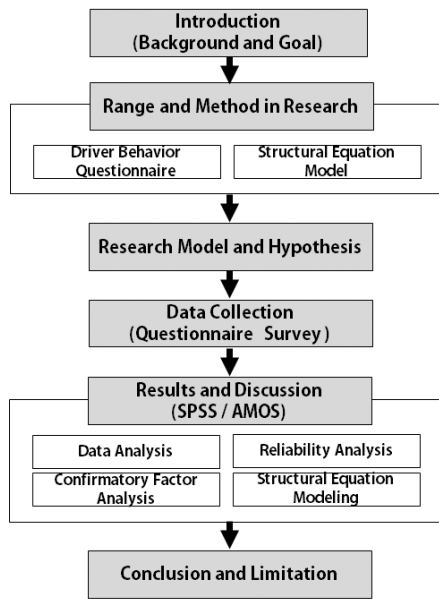 Introduction
(Background and Goal)
Range and Method in Research
Driver Behavior
Questionnaire
Structural Equation
Model
Research Model and Hypothesis
Data Collection
(Questionnaire Survey)
Results and Discussion
(SPSS / AMOS)
Data Analysis
Reliability Analysis
Confirmatory Factor
Analysis
Structural Equation
Modeling
Conclusion and Limitation